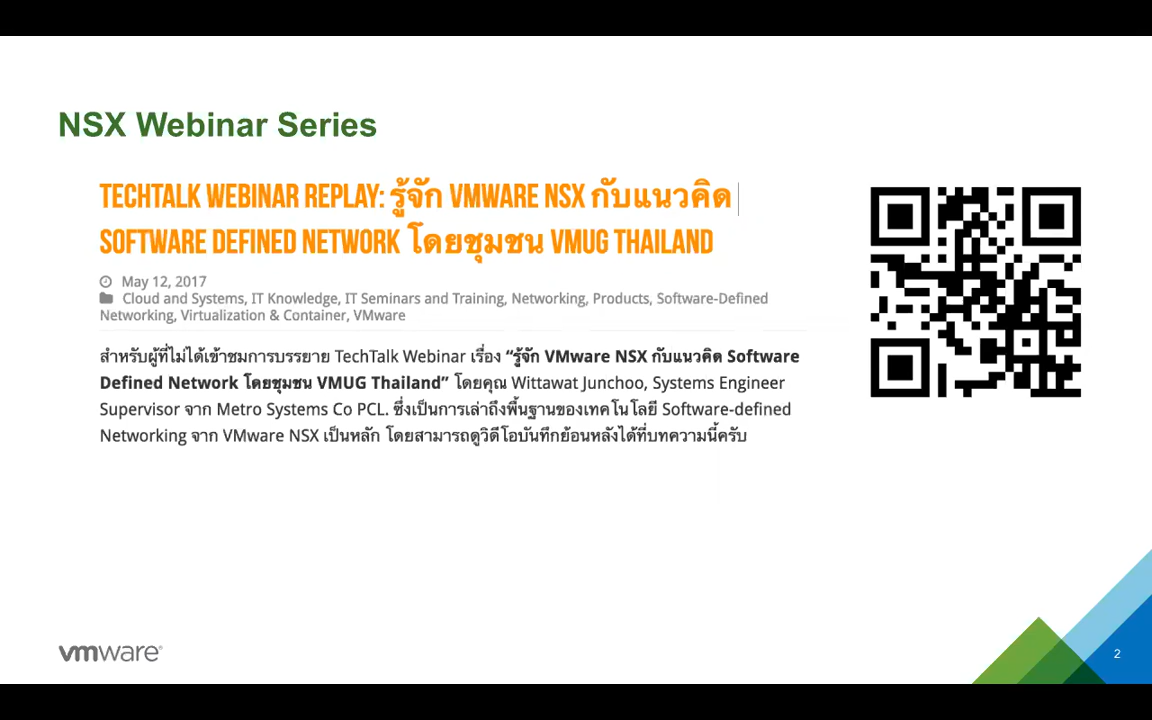 NSX Webinar Series
TECHTALK WEBINAR REPLAY: รู้จัก VMWARE NSX กับแนวคิด
SOFTWARE DEFINED NETWORK โดยชุมชน VMUG THAILAND
May 12, 2017
Cloud and Systems, IT Knowledge, IT Seminars and Training, Networking, Products, Software-Defined
Networking, Virtualization & Container, VMware
สำหรับผู้ที่ไม่ได้เข้าชมการบรรยาย TechTalk Webinar เรื่อง “รู้จัก VMware NSX กับแนวคิด Software
Defined Network โดยชุมชน VMUG Thailand” โดยคุณ Wittawat Junchoo, Systems Engineer
Supervisor จาก Metro Systems Co PCL. ซึ่งเป็นการเล่าถึงพื้นฐานของเทคโนโลยี Software-defined
Networking จาก VMware NSX เป็นหลัก โดยสามารถดูวิดีโอบันทึกย้อนหลังได้ที่บทความนี้ครับ
vmware®
2